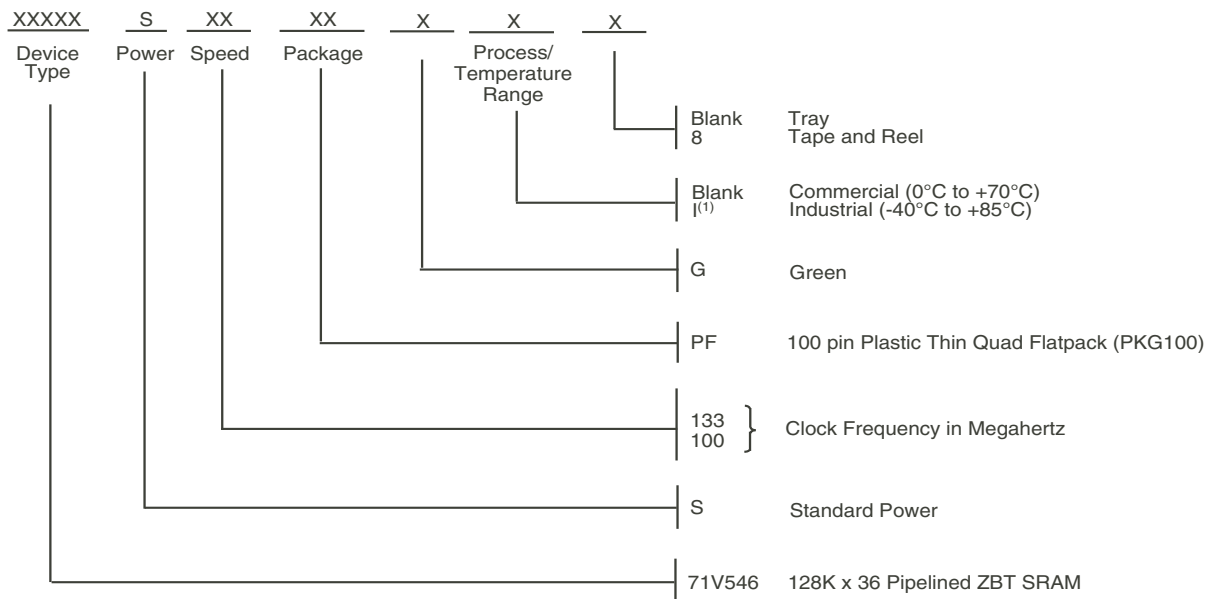 XXXXX S XX XX X X X
Device Type
Power
Speed
Package
Process/
Temperature
Range
Blank Tray
8 Tape and Reel
Blank Commercial (0°C to +70°C)
I(1) Industrial (-40°C to +85°C)
G Green
PF 100 pin Plastic Thin Quad Flatpack (PKG100)
133
100 } Clock Frequency in Megahertz
S Standard Power
71V546 128K x 36 Pipelined ZBT SRAM